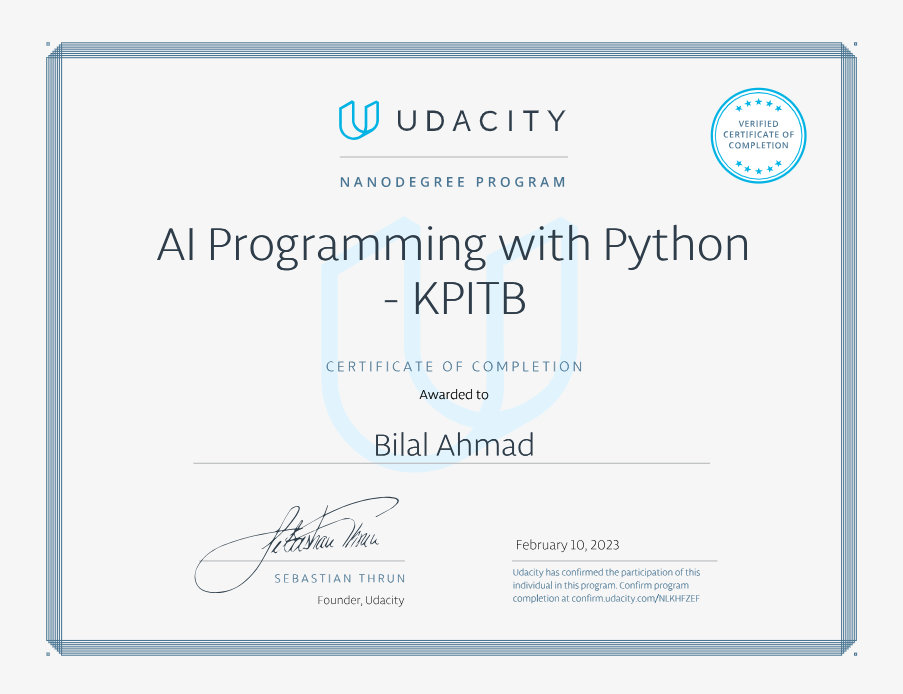 UDACITY
VERIFIED
CERTIFICATE OF
COMPLETION
NANODEGREE PROGRAM
AI Programming with Python
- KPITB
CERTIFICATE OF COMPLETION
Awarded to
Bilal Ahmad
Sebastian Thrun
SEBASTIAN THRUN
Founder, Udacity
February 10, 2023
Udacity has confirmed the participation of this
individual in this program. Confirm program
completion at confirm.udacity.com/NLKHFZEF